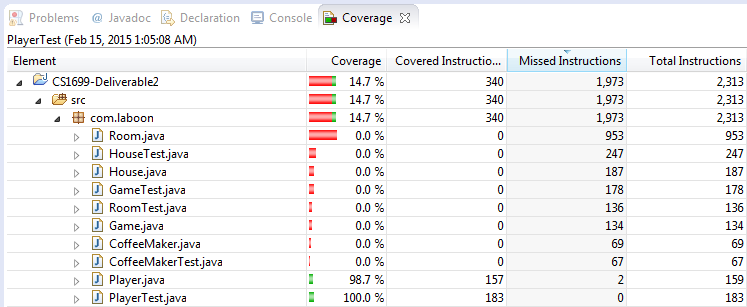 Problems @ Javadoc Declaration Console Coverage
PlayerTest (Feb 15, 2015 1:05:08 AM)
Element Coverage Covered Instructio... Missed Instructions Total Instructions
CS1699-Deliverable2 14.7 % 340 1,973 2,313
src 14.7 % 340 1,973 2,313
com.laboon 14.7 % 340 1,973 2,313
Room.java 0.0 % 0 953 953
HouseTest.java 0.0 % 0 247 247
House.java 0.0 % 0 187 187
GameTest.java 0.0 % 0 178 178
RoomTest.java 0.0 % 0 136 136
Game.java 0.0 % 0 134 134
CoffeeMaker.java 0.0 % 0 69 69
CoffeeMakerTest.java 0.0 % 0 67 67
Player.java 98.7 % 157 2 159
PlayerTest.java 100.0 % 183 0 183